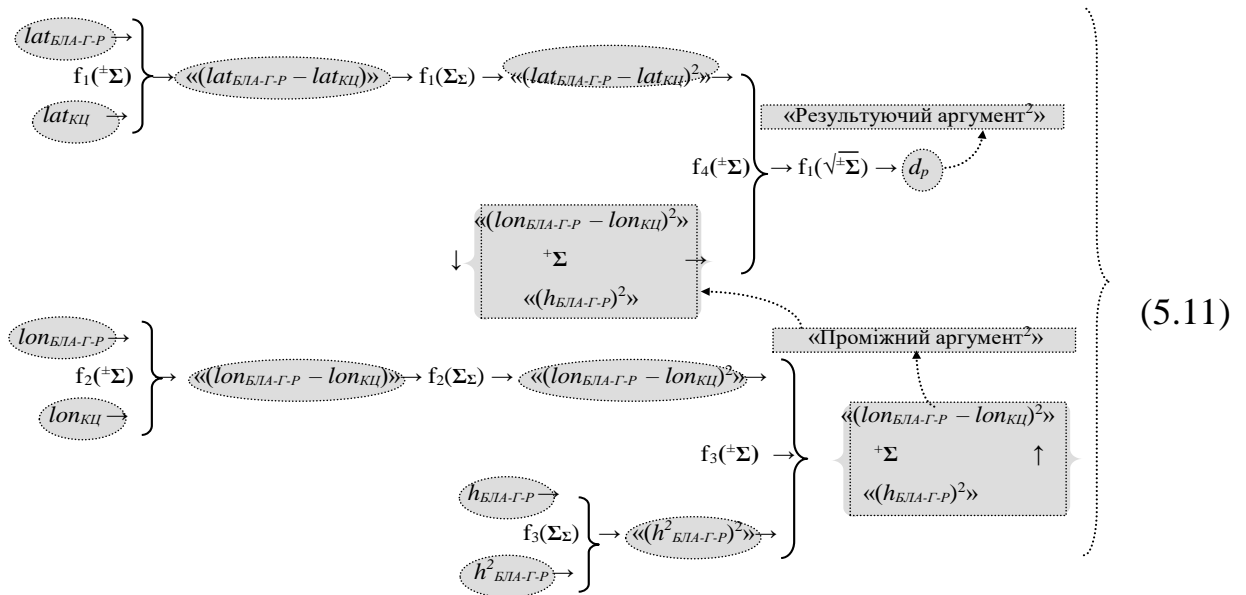 lat_БЛА-Г-Р →
f₁(±Σ) → «(lat_БЛА-Г-Р – lat_КЦ)» → f₁(Σ_Σ) → «(lat_БЛА-Г-Р – lat_КЦ)²» →
lat_КЦ →
«Результуючий аргумент²»
f₄(±Σ) → f₁(√±Σ) → d_p
«(lon_БЛА-Г-Р – lon_КЦ)²»
↓ +Σ →
«(h_БЛА-Г-Р)²»
(5.11)
lon_БЛА-Г-Р →
«Проміжний аргумент²»
f₂(±Σ) → «(lon_БЛА-Г-Р – lon_КЦ)» → f₂(Σ_Σ) → «(lon_БЛА-Г-Р – lon_КЦ)²» →
lon_КЦ →
«(lon_БЛА-Г-Р – lon_КЦ)²»
f₃(±Σ) → +Σ ↑
«(h_БЛА-Г-Р)²»
h_БЛА-Г-Р →
f₃(Σ_Σ) → «(h²_БЛА-Г-Р)²» →
h²_БЛА-Г-Р →